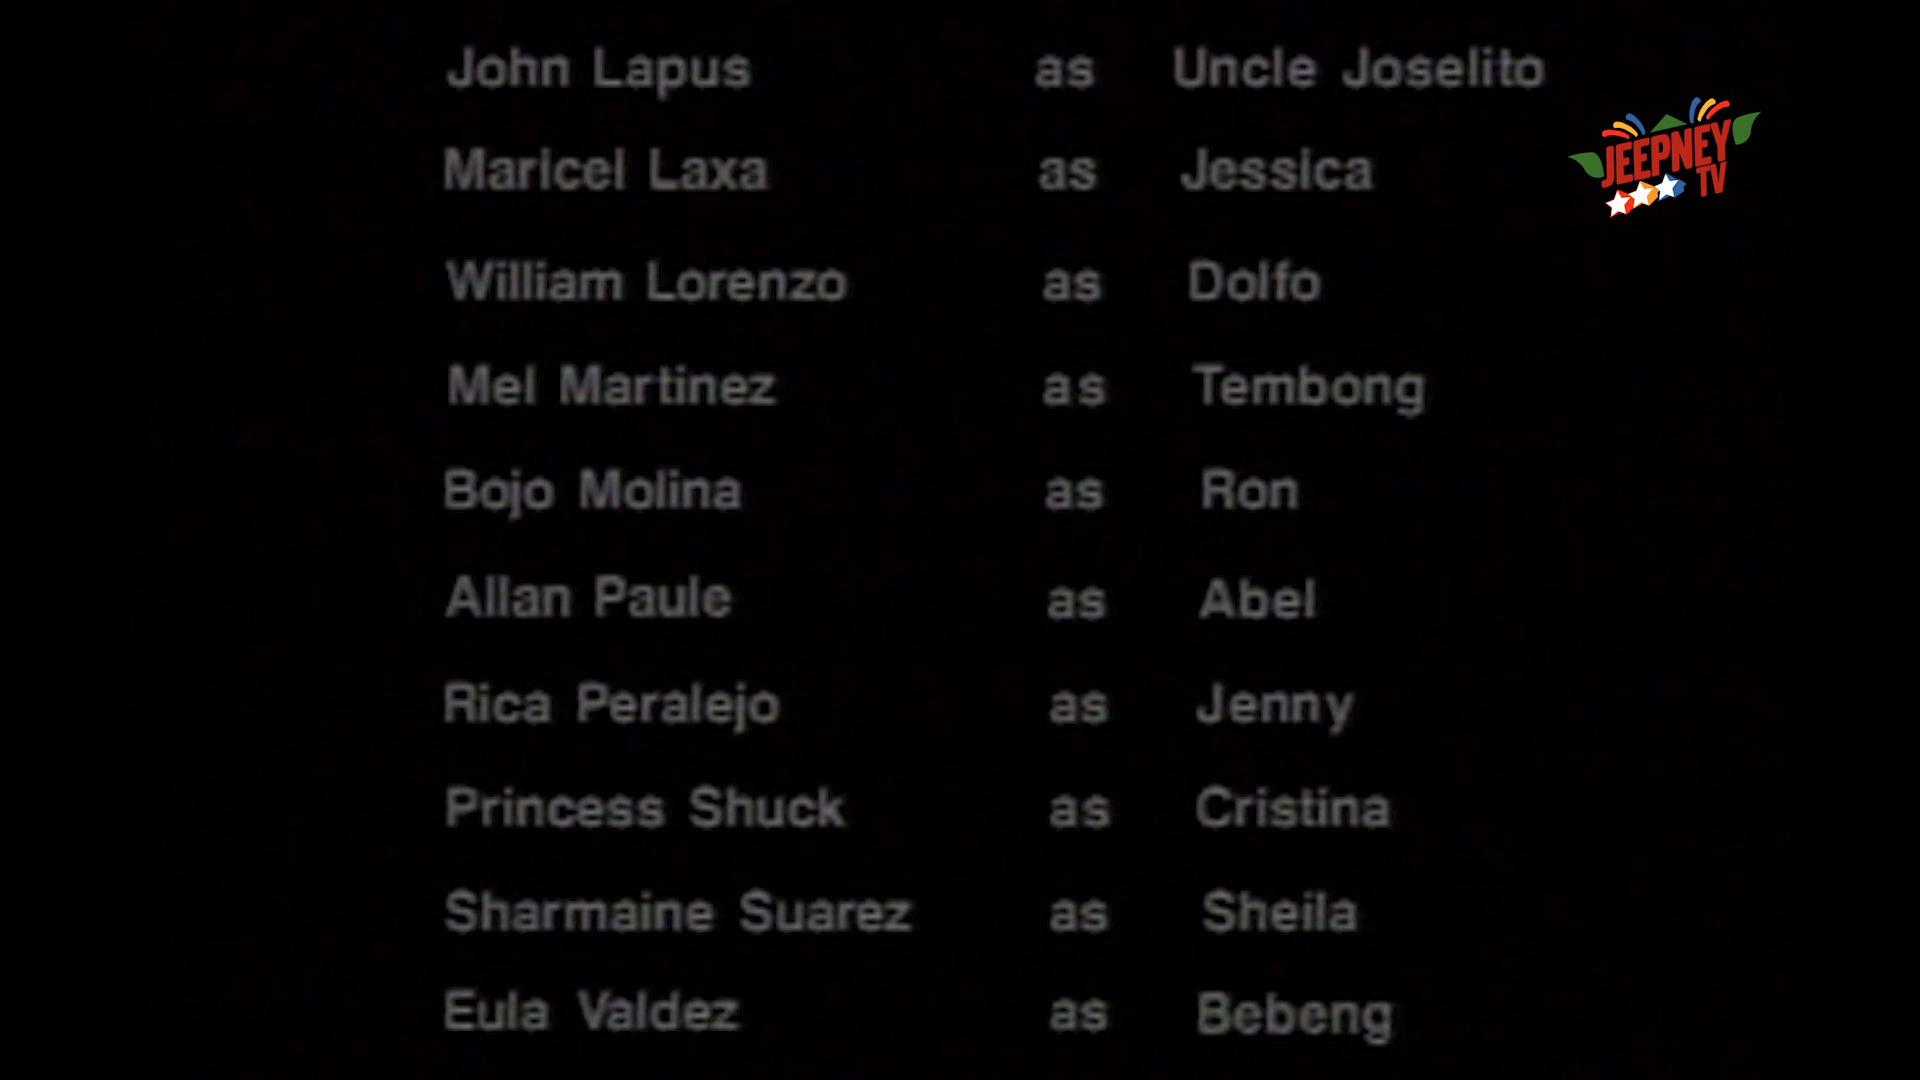 John Lapus as Uncle Joselito
Maricel Laxa as Jessica
William Lorenzo as Dolfo
Mel Martinez as Tembong
Bojo Molina as Ron
Allan Paule as Abel
Rica Peralejo as Jenny
Princess Shuck as Cristina
Sharmaine Suarez as Sheila
Eula Valdez as Bebeng
JEEPNEY
TV